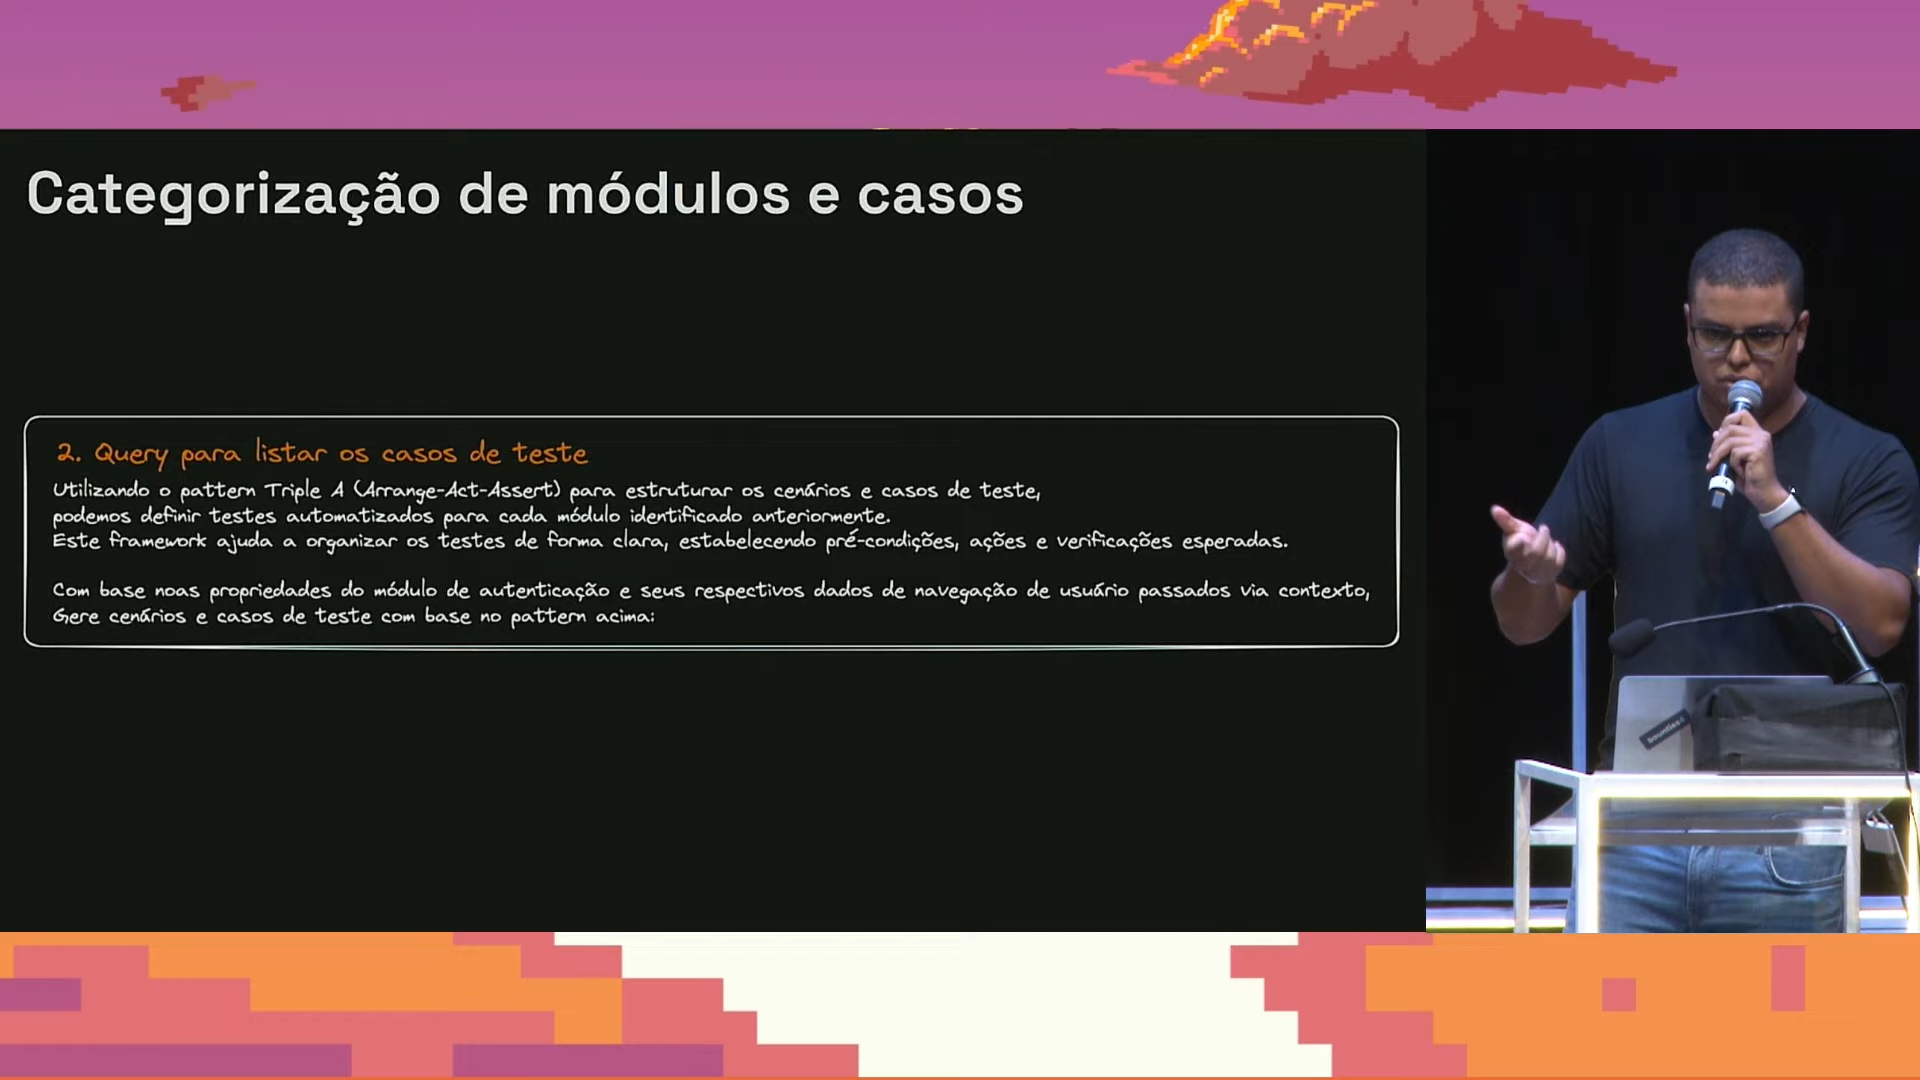 Categorização de módulos e casos
2. Query para listar os casos de teste
Utilizando o pattern Triple A (Arrange-Act-Assert) para estruturar os cenários e casos de teste,
podemos definir testes automatizados para cada módulo identificado anteriormente.
Este framework ajuda a organizar os testes de forma clara, estabelecendo pré-condições, ações e verificações esperadas.
Com base noas propriedades do módulo de autenticação e seus respectivos dados de navegação de usuário passados via contexto,
Gere cenários e casos de teste com base no pattern acima: